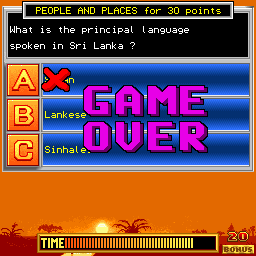 PEOPLE AND PLACES for 30 points
What is the principal language
spoken in Sri Lanka ?
A
B Lankese
C
GAME
OVER
TIME
20
BONUS